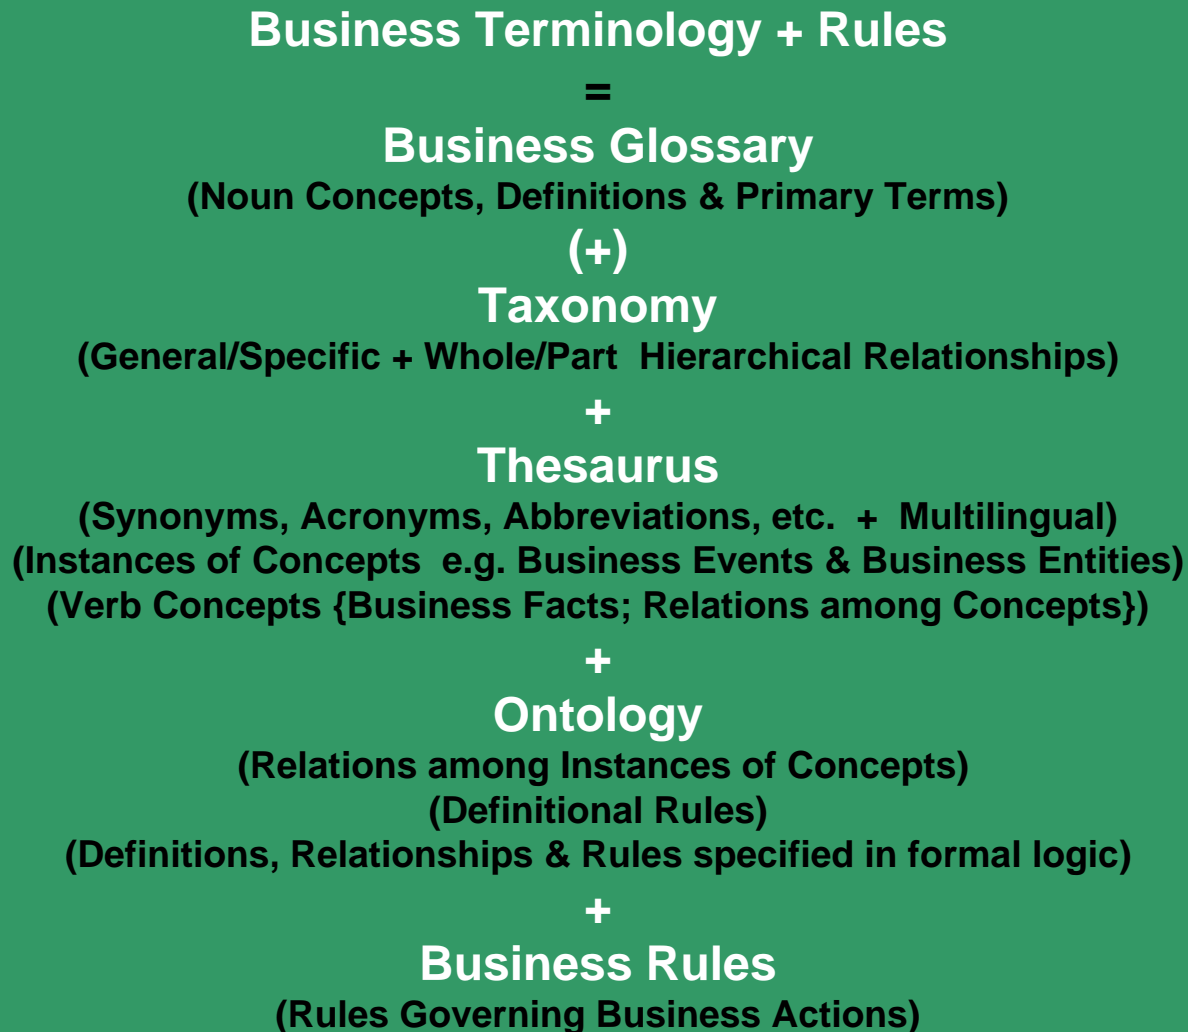 Business Terminology + Rules
=
Business Glossary
(Noun Concepts, Definitions & Primary Terms)
(+)
Taxonomy
(General/Specific + Whole/Part  Hierarchical Relationships)
+
Thesaurus
(Synonyms, Acronyms, Abbreviations, etc.  +  Multilingual)
(Instances of Concepts  e.g. Business Events & Business Entities)
(Verb Concepts {Business Facts; Relations among Concepts})
+
Ontology
(Relations among Instances of Concepts)
(Definitional Rules)
(Definitions, Relationships & Rules specified in formal logic)
+
Business Rules
(Rules Governing Business Actions)